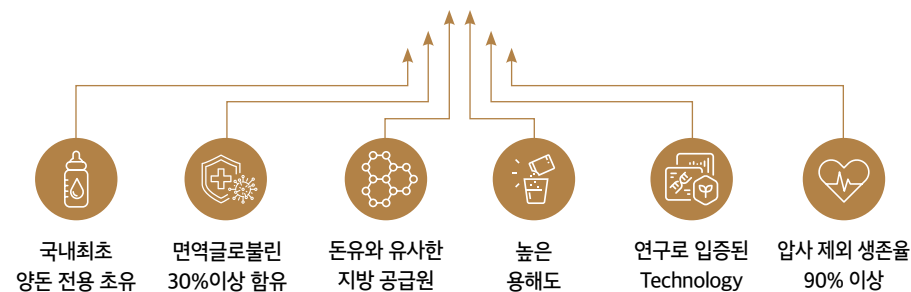 국내최초
양돈 전용 초유
면역글로불린
30%이상 함유
돈유와 유사한
지방 공급원
높은
용해도
연구로 입증된
Technology
압사 제외 생존율
90% 이상